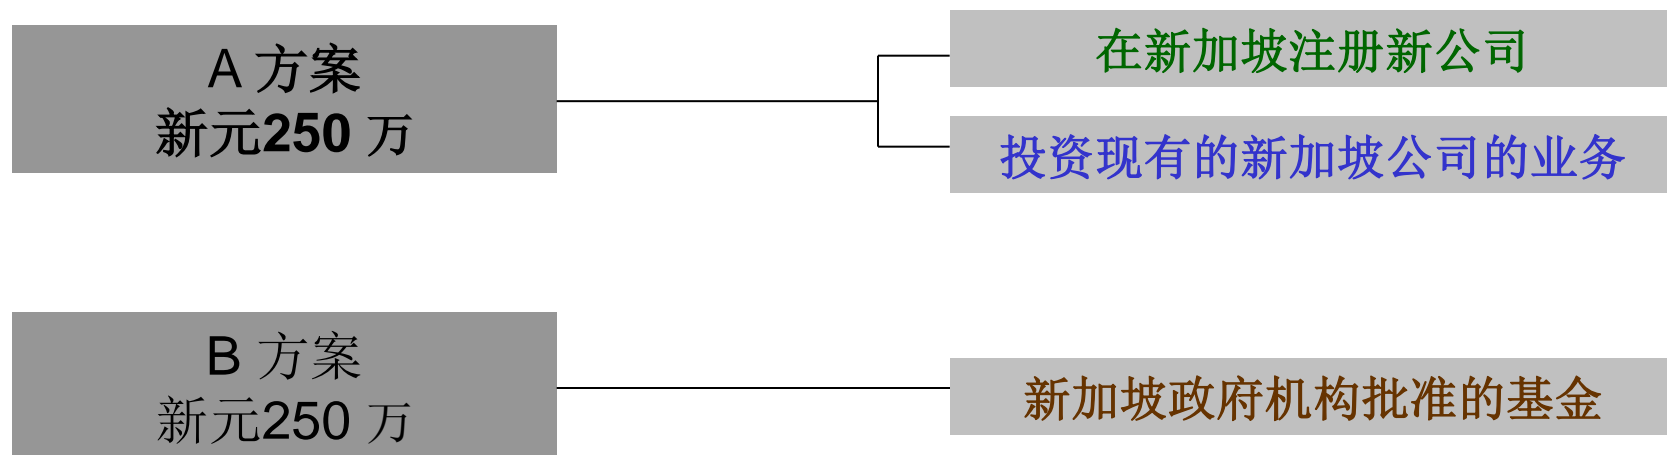 A 方案
新元250 万
在新加坡注册新公司
投资现有的新加坡公司的业务
B 方案
新元250 万
新加坡政府机构批准的基金